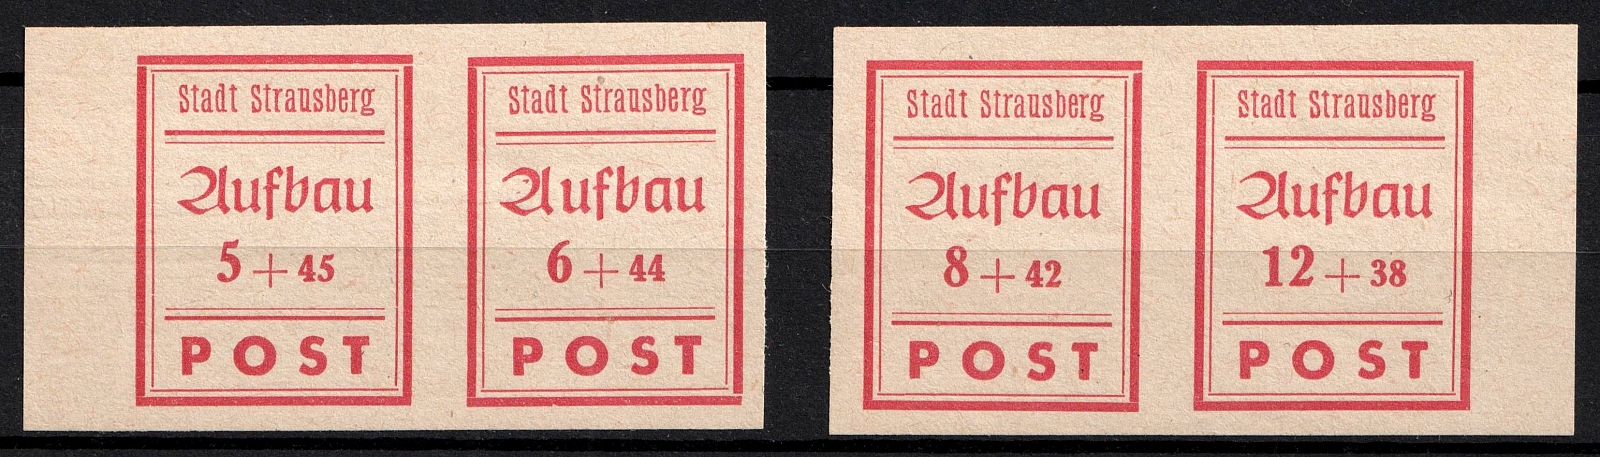 Stadt Strausberg
Aufbau
5 + 45
POST
Stadt Strausberg
Aufbau
6 + 44
POST
Stadt Strausberg
Aufbau
8 + 42
POST
Stadt Strausberg
Aufbau
12 + 38
POST